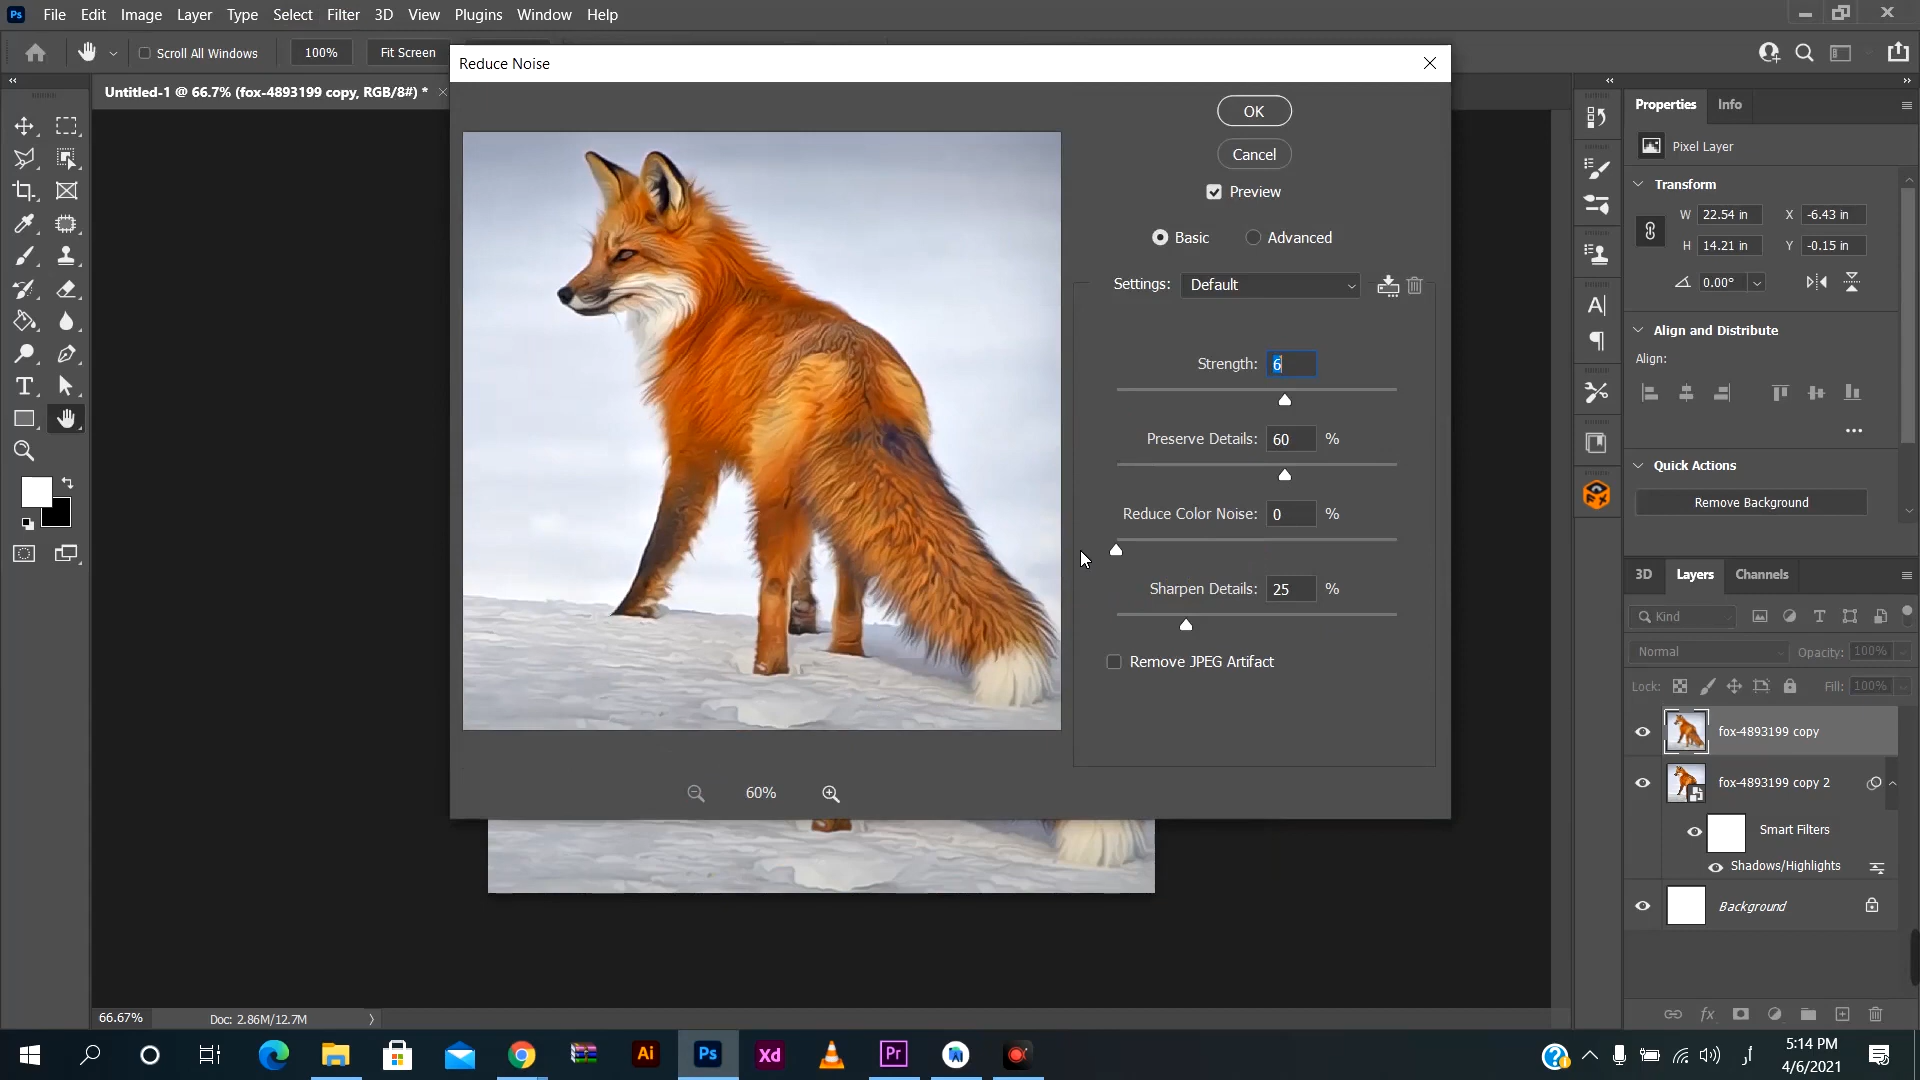 Ps File Edit Image Layer Type Select Filter 3D View Plugins Window Help
Scroll All Windows 100% Fit Screen
Reduce Noise
Untitled-1 @ 66.7% (fox-4893199 copy, RGB/8#) *
OK
Cancel
Preview
Basic Advanced
Settings: Default
Strength: 6
Preserve Details: 60 %
Reduce Color Noise: 0 %
Sharpen Details: 25 %
Remove JPEG Artifact
60%
Properties Info
Pixel Layer
Transform
W 22.54 in X -6.43 in
H 14.21 in Y -0.15 in
0.00°
Align and Distribute
Align:
Quick Actions
Remove Background
3D Layers Channels
Kind
Normal Opacity: 100%
Lock: Fill: 100%
fox-4893199 copy
fox-4893199 copy 2
Smart Filters
Shadows/Highlights
Background
66.67% Doc: 2.86M/12.7M
Ai Ps Xd Pr
5:14 PM
4/6/2021